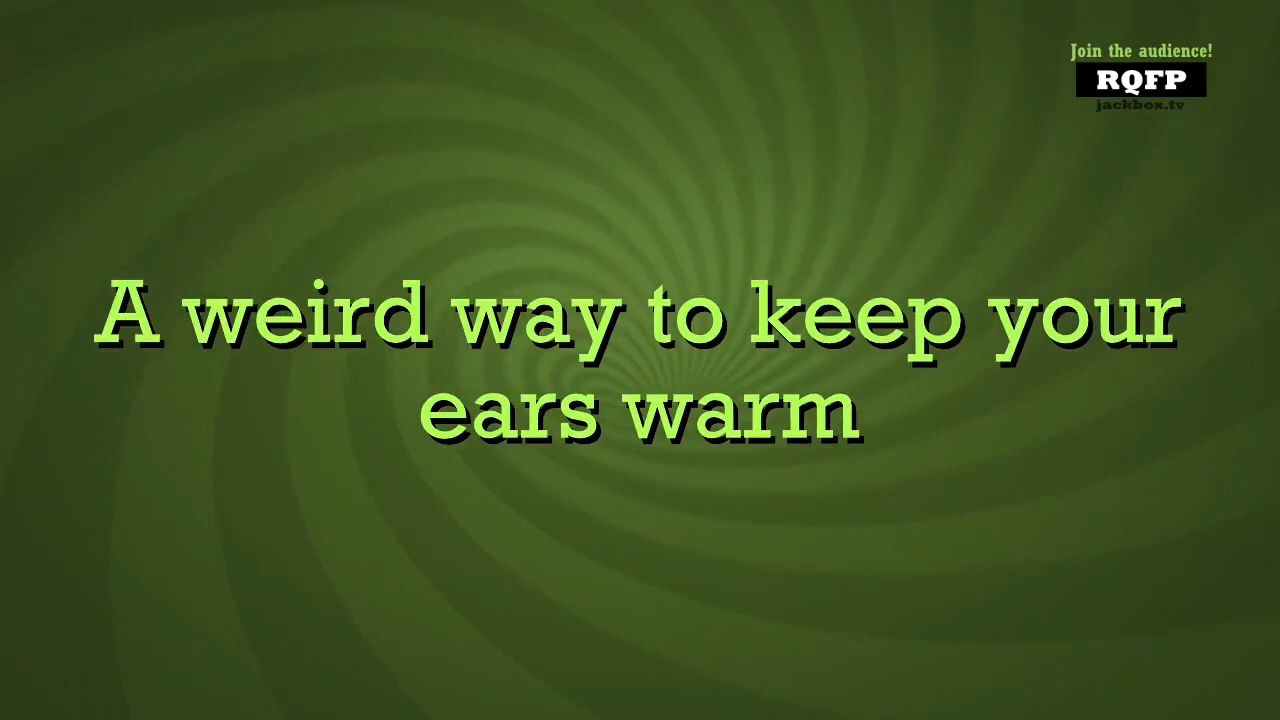 Join the audience!
RQFP
jackbox.tv
A weird way to keep your
ears warm